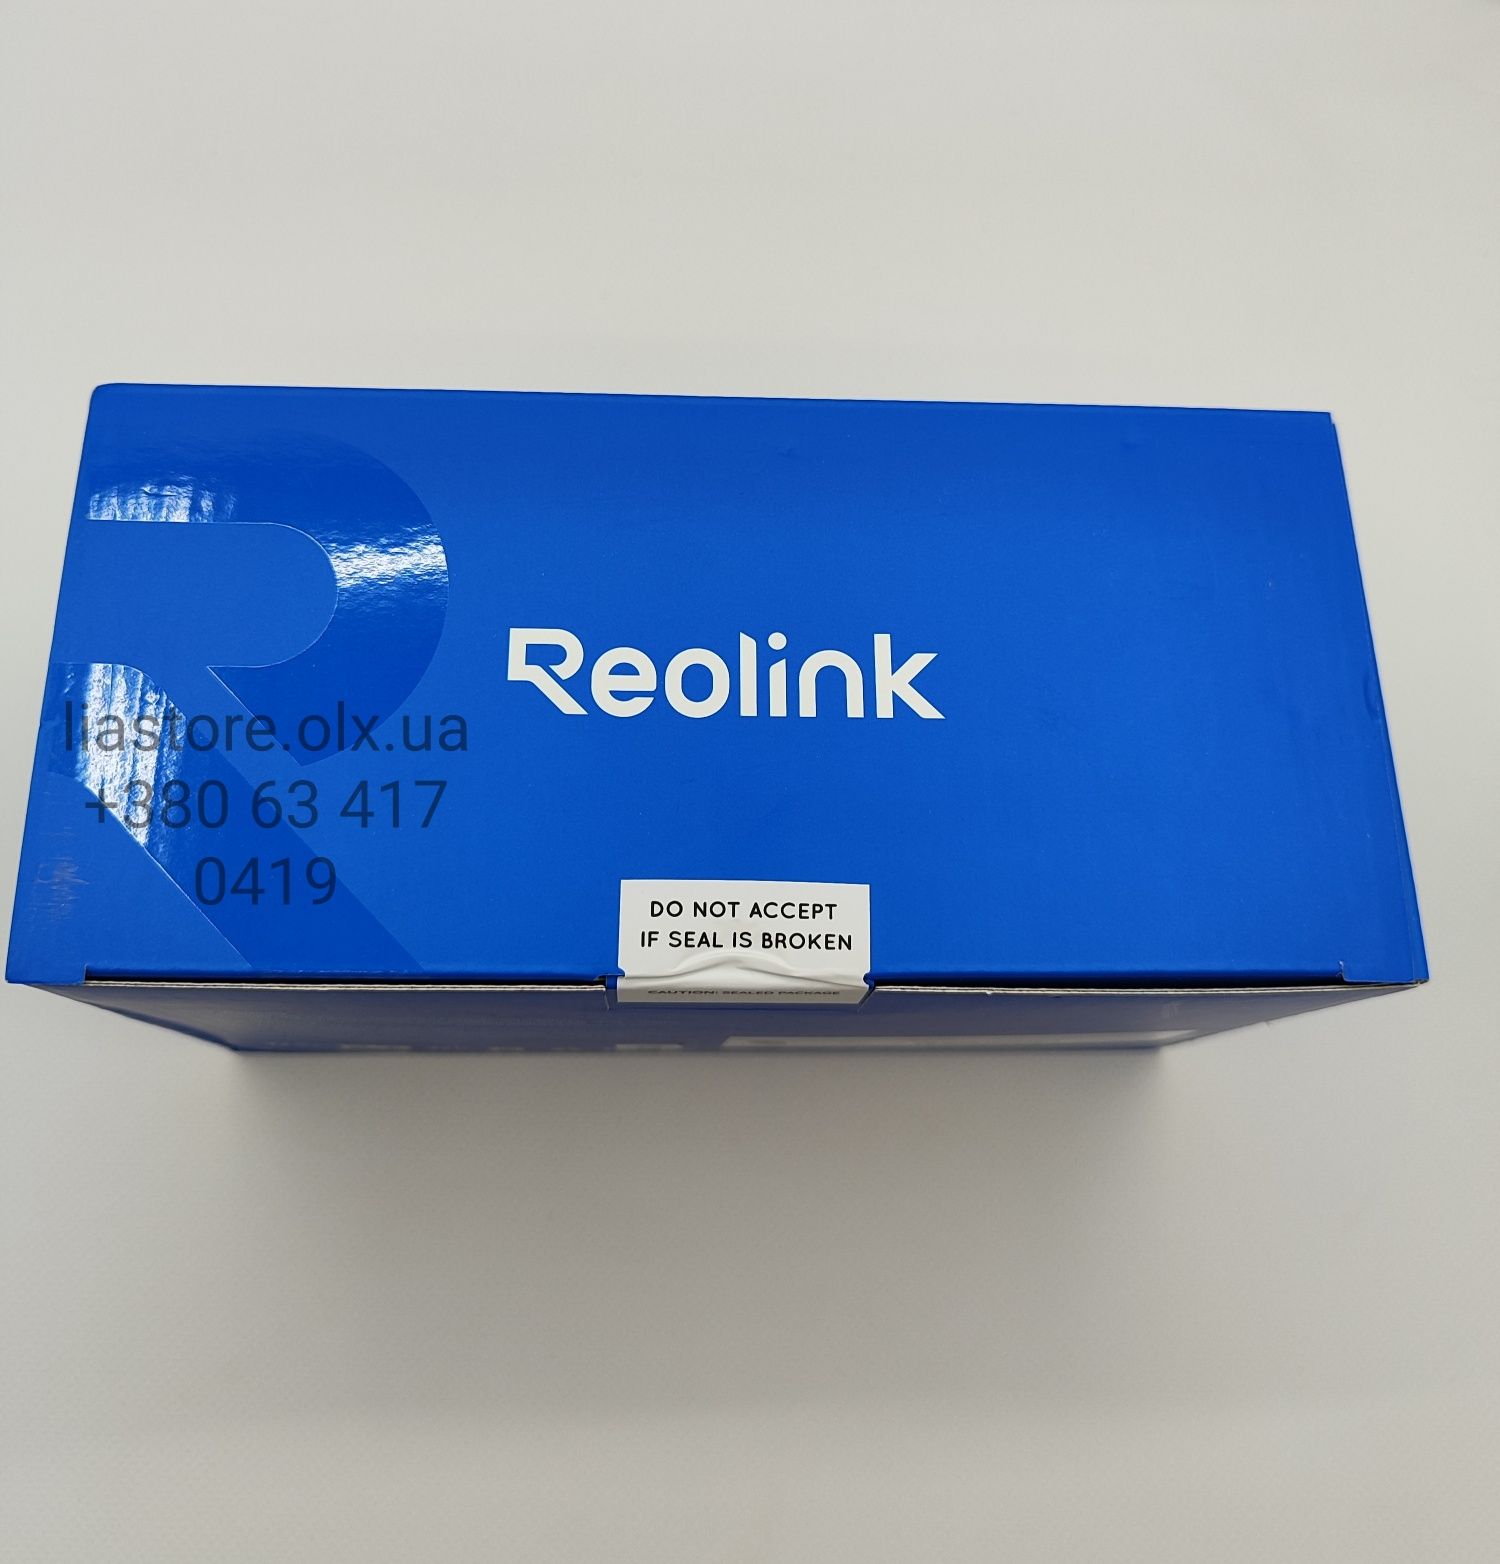 Reolink
liastore.olx.ua
+380 63 417
0419
DO NOT ACCEPT
IF SEAL IS BROKEN
CAUTION: SEALED PACKAGE